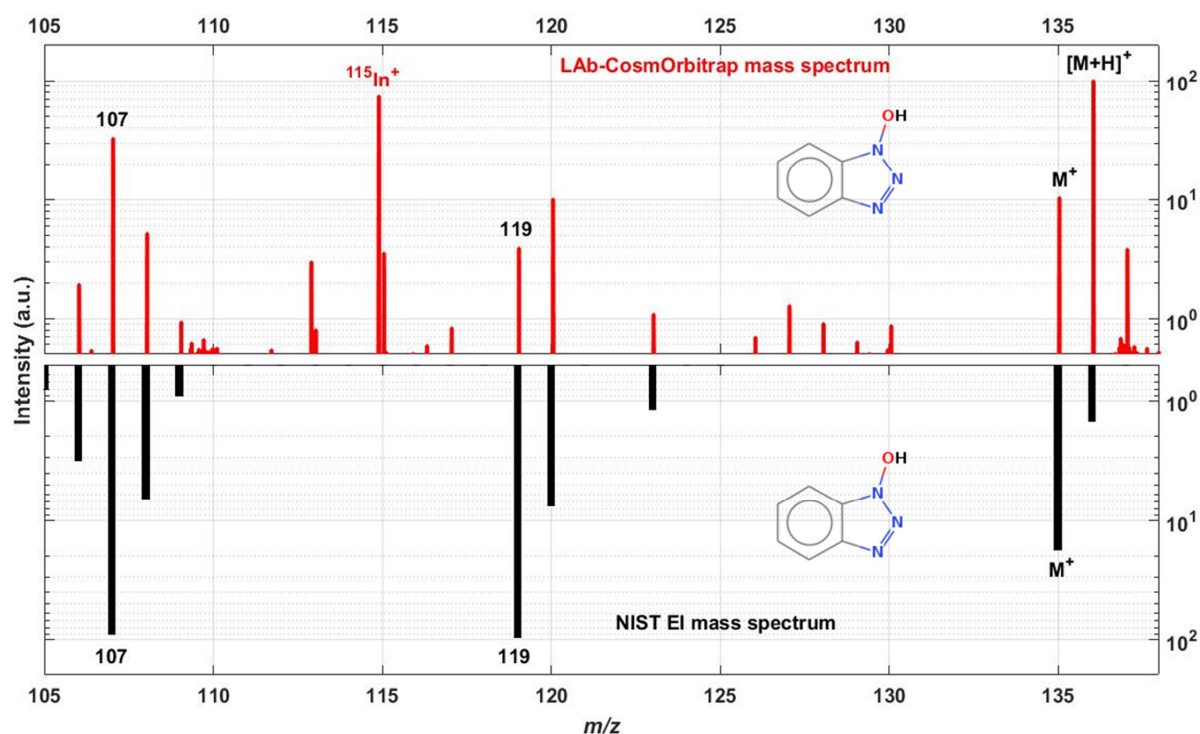 105 110 115 120 125 130 135
LAb-CosmOrbitrap mass spectrum
[M+H]⁺
10²
¹¹⁵In⁺
107
OH
N
N
N
M⁺
10¹
119
10⁰
Intensity (a.u.)
10⁰
OH
N
N
N
10¹
M⁺
NIST EI mass spectrum
10²
107
119
105 110 115 120 125 130 135
m/z